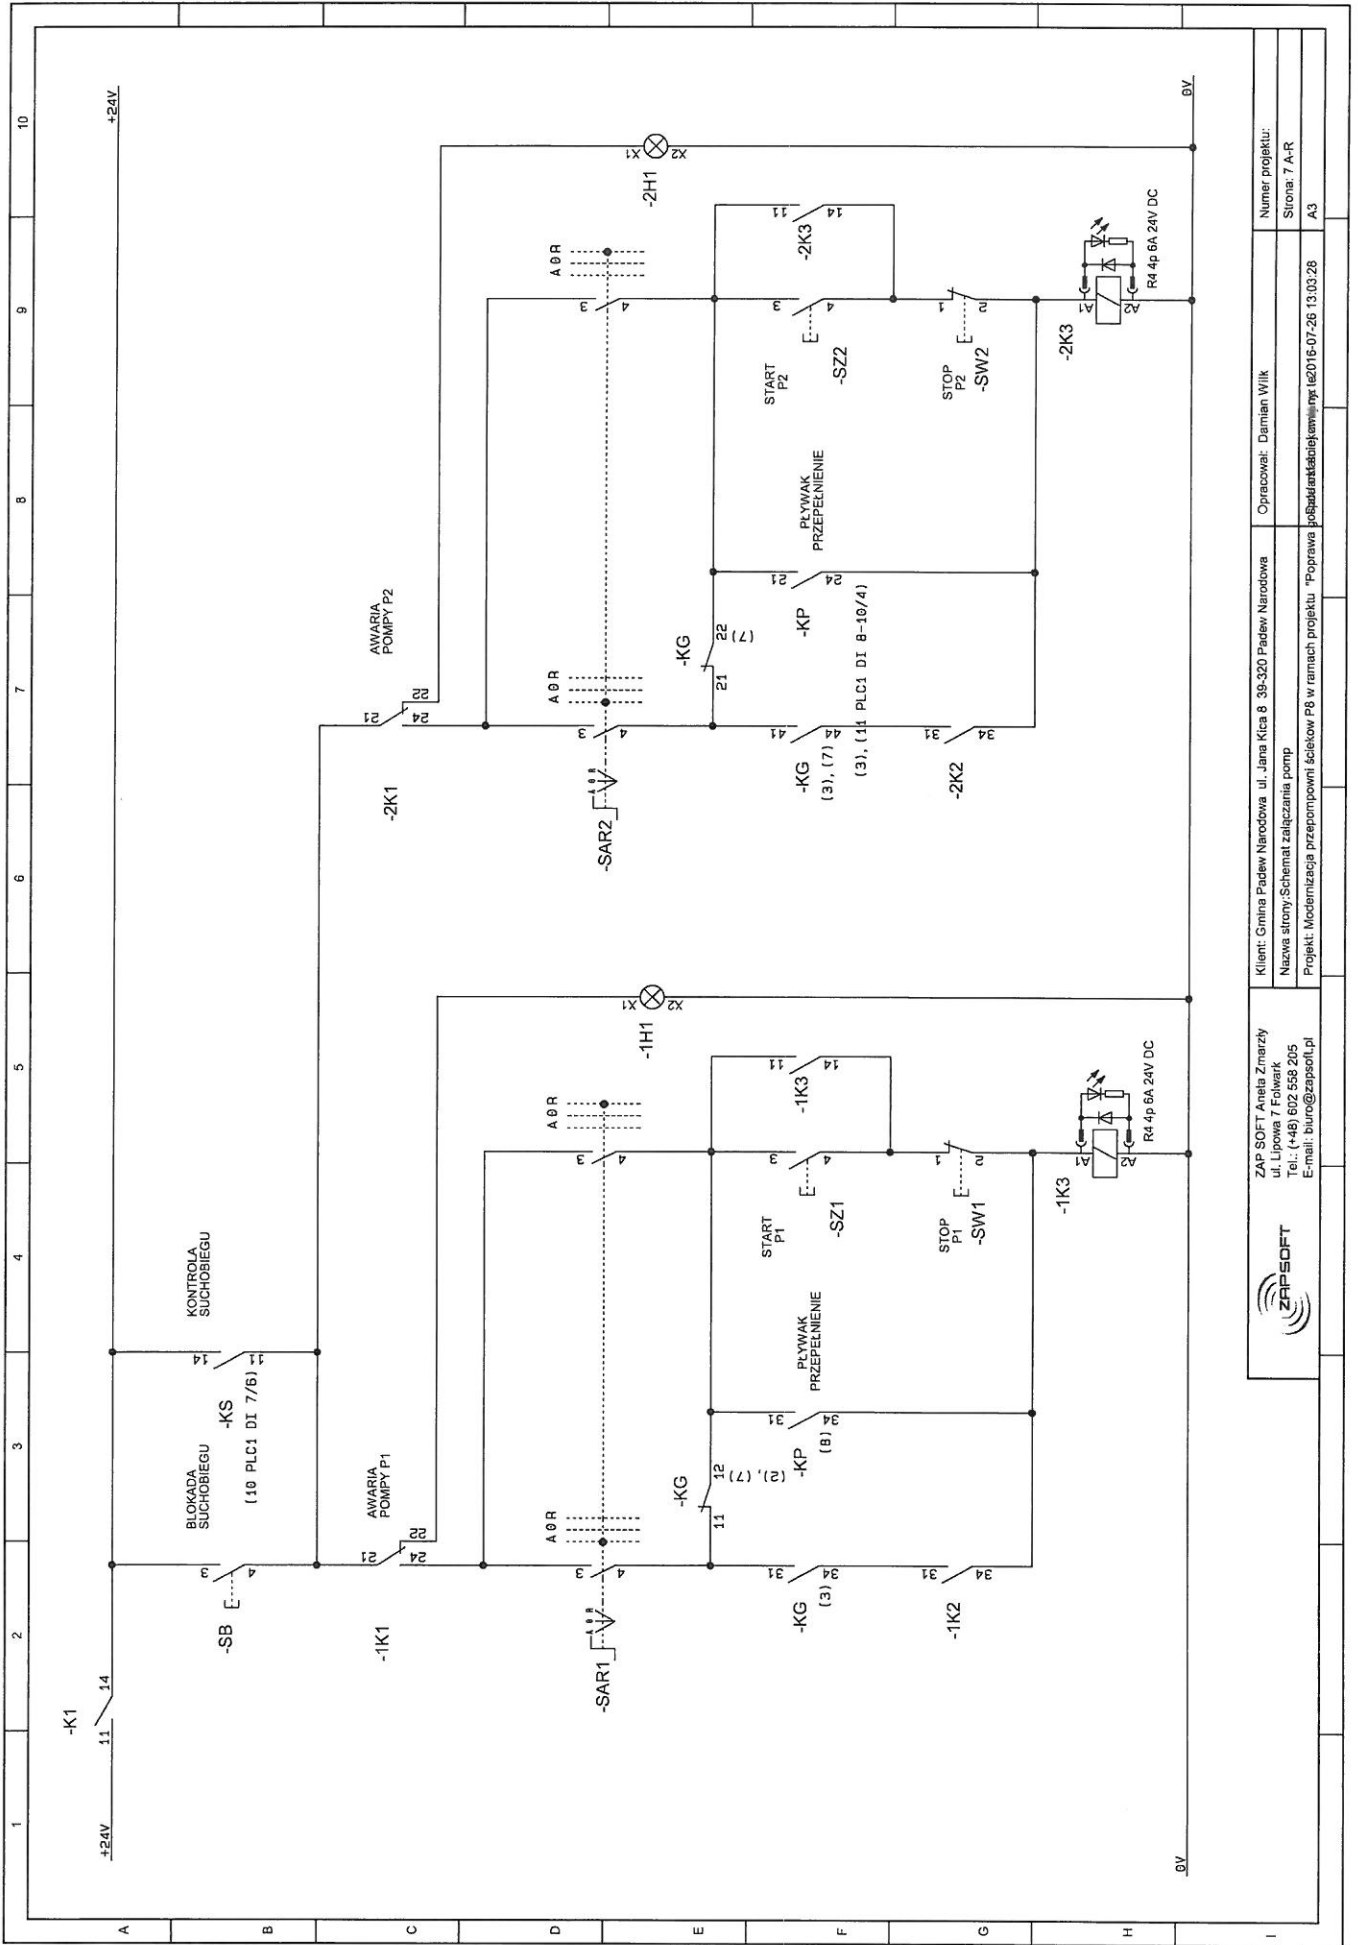 1
2
3
4
5
6
7
8
9
10
A
B
C
D
E
F
G
H
I
+24V
-K1
11
14
+24V
BLOKADA
SUCHOBIEGU
-SB
3
4
KONTROLA
SUCHOBIEGU
-KS
14
11
(10 PLC1 DI 7/6)
AWARIA
POMPY P1
-1K1
21
22
24
AWARIA
POMPY P2
-2K1
21
22
24
-SAR1
A 0 R
A 0 R
3
4
A 0 R
3
4
-SAR2
A 0 R
A 0 R
3
4
A 0 R
3
4
-1H1
X1
X2
-2H1
X1
X2
-KG
11
12
(2),(7)
-KG
21
22
(7)
-KG
31
34
(3)
-KP
31
34
(8)
PŁYWAK
PRZEPEŁNIENIE
START
P1
-SZ1
3
4
-1K3
11
14
-KG
41
44
(3),(7)
-KP
21
24
(3),(11 PLC1 DI 8-10/4)
PŁYWAK
PRZEPEŁNIENIE
START
P2
-SZ2
3
4
-2K3
11
14
-1K2
31
34
STOP
P1
-SW1
1
2
-2K2
31
34
STOP
P2
-SW2
1
2
-1K3
A1
A2
R4 4p 6A 24V DC
-2K3
A1
A2
R4 4p 6A 24V DC
0V
0V
ZAPSOFT
ZAP SOFT Aneta Zmarzły
ul. Lipowa 7 Folwark
Tel.: (+48) 602 558 205
E-mail: biuro@zapsoft.pl
Klient: Gmina Padew Narodowa ul. Jana Kica 8 39-320 Padew Narodowa
Opracował: Damian Wilk
Numer projektu:
Nazwa strony:Schemat załączania pomp
Strona: 7 A-R
Projekt: Modernizacja przepompowni ścieków P8 w ramach projektu "Poprawa
2016-07-26 13:03:28
A3